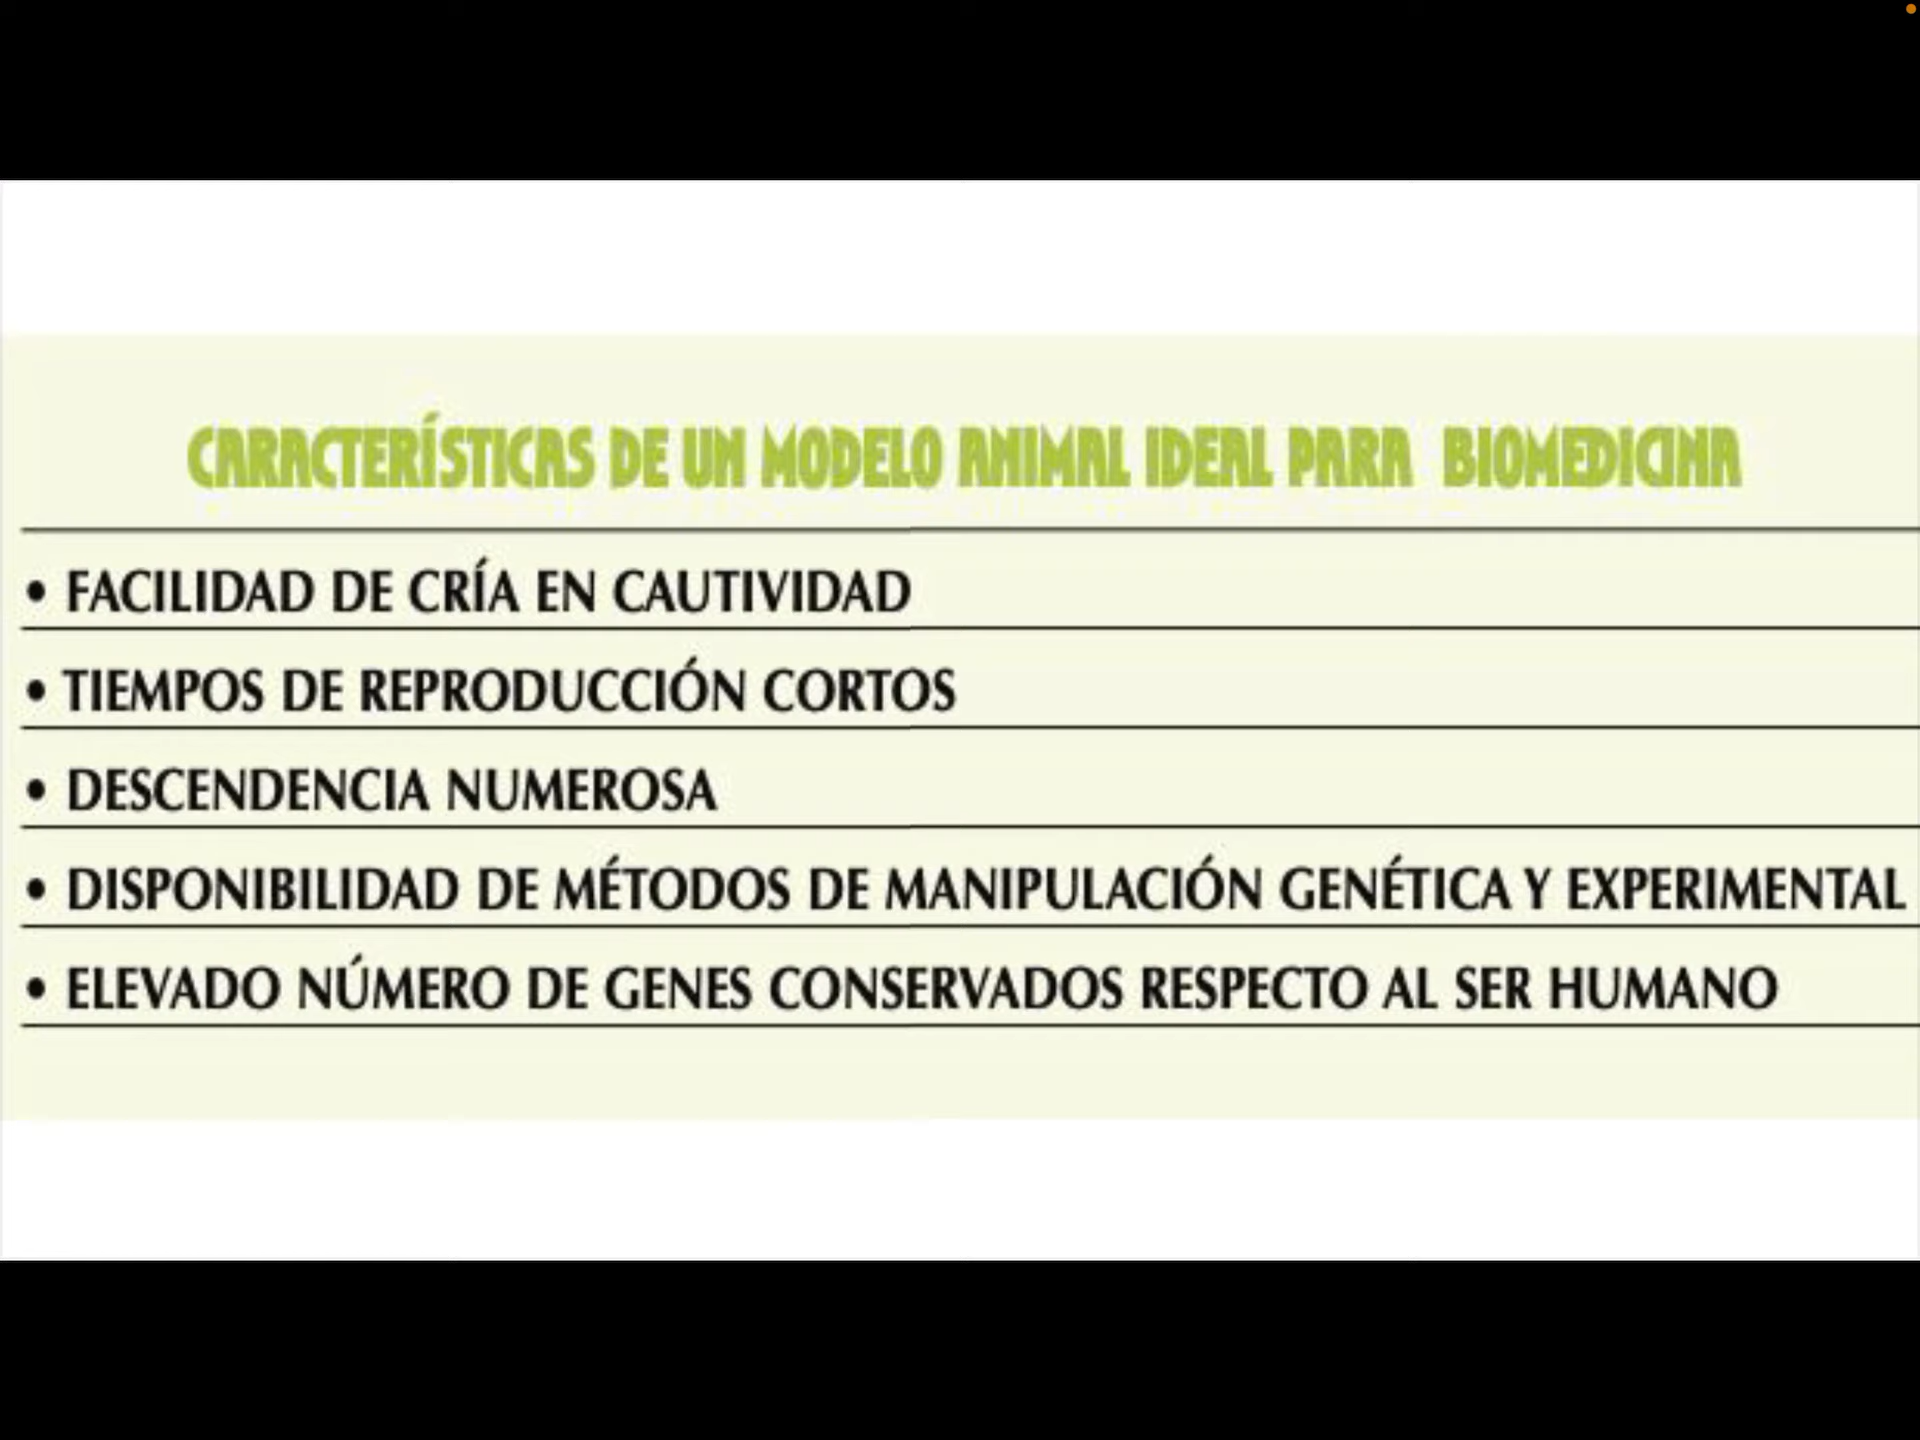 CARACTERÍSTICAS DE UN MODELO ANIMAL IDEAL PARA BIOMEDICINA
• FACILIDAD DE CRÍA EN CAUTIVIDAD
• TIEMPOS DE REPRODUCCIÓN CORTOS
• DESCENDENCIA NUMEROSA
• DISPONIBILIDAD DE MÉTODOS DE MANIPULACIÓN GENÉTICA Y EXPERIMENTAL
• ELEVADO NÚMERO DE GENES CONSERVADOS RESPECTO AL SER HUMANO